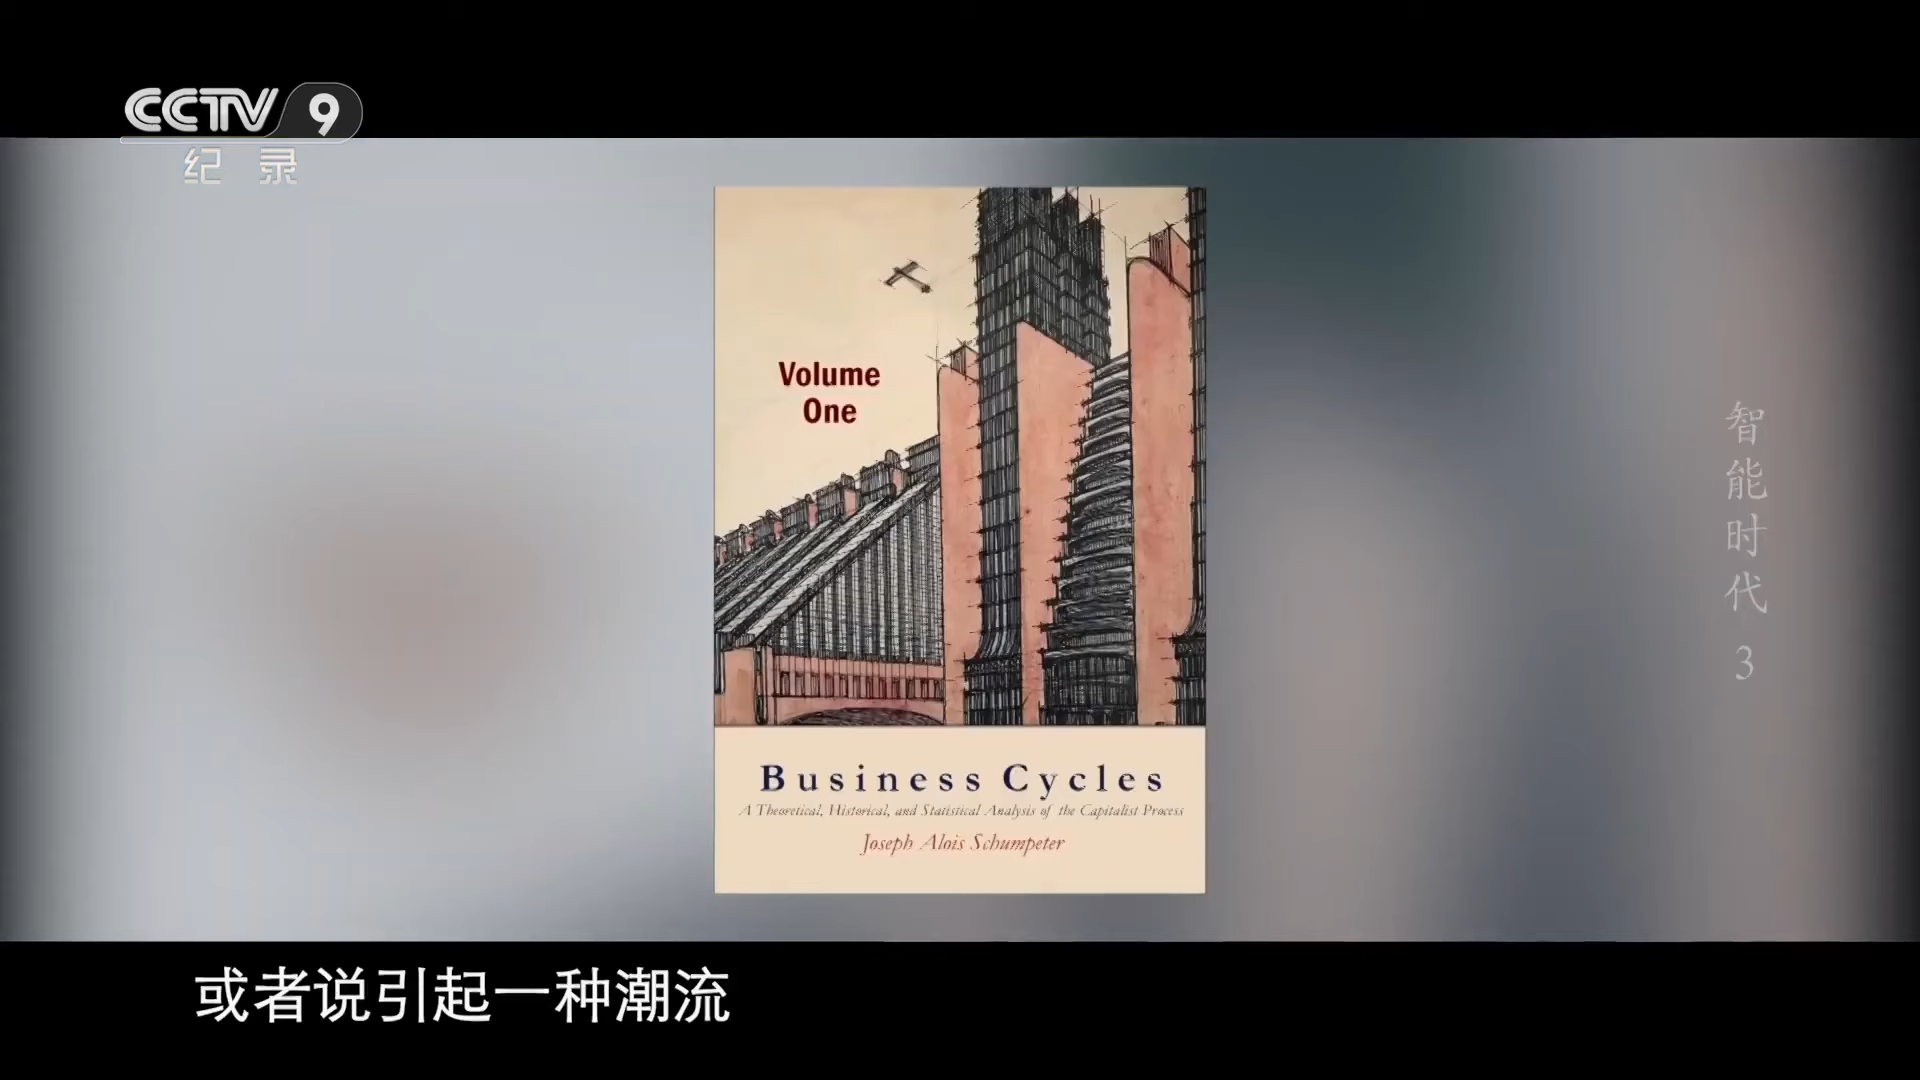 CCTV 9
纪录
Volume
One
智能时代 3
Business Cycles
A Theoretical, Historical, and Statistical Analysis of the Capitalist Process
Joseph Alois Schumpeter
或者说引起一种潮流